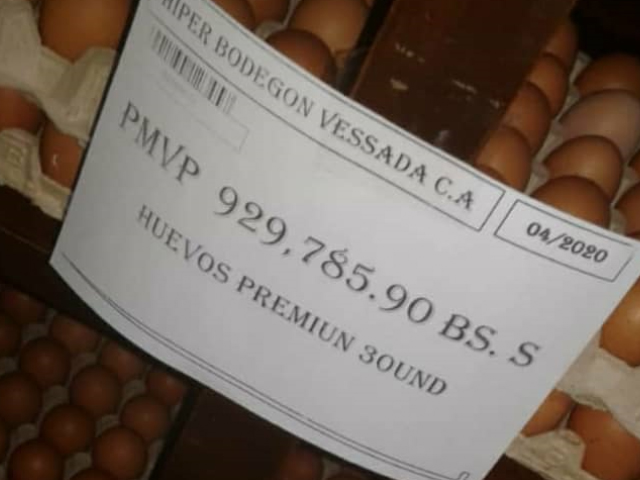 HIPER BODEGON VESSADA C.A
04/2020
PMVP 929,785.90 BS. S
HUEVOS PREMIUN 30UND